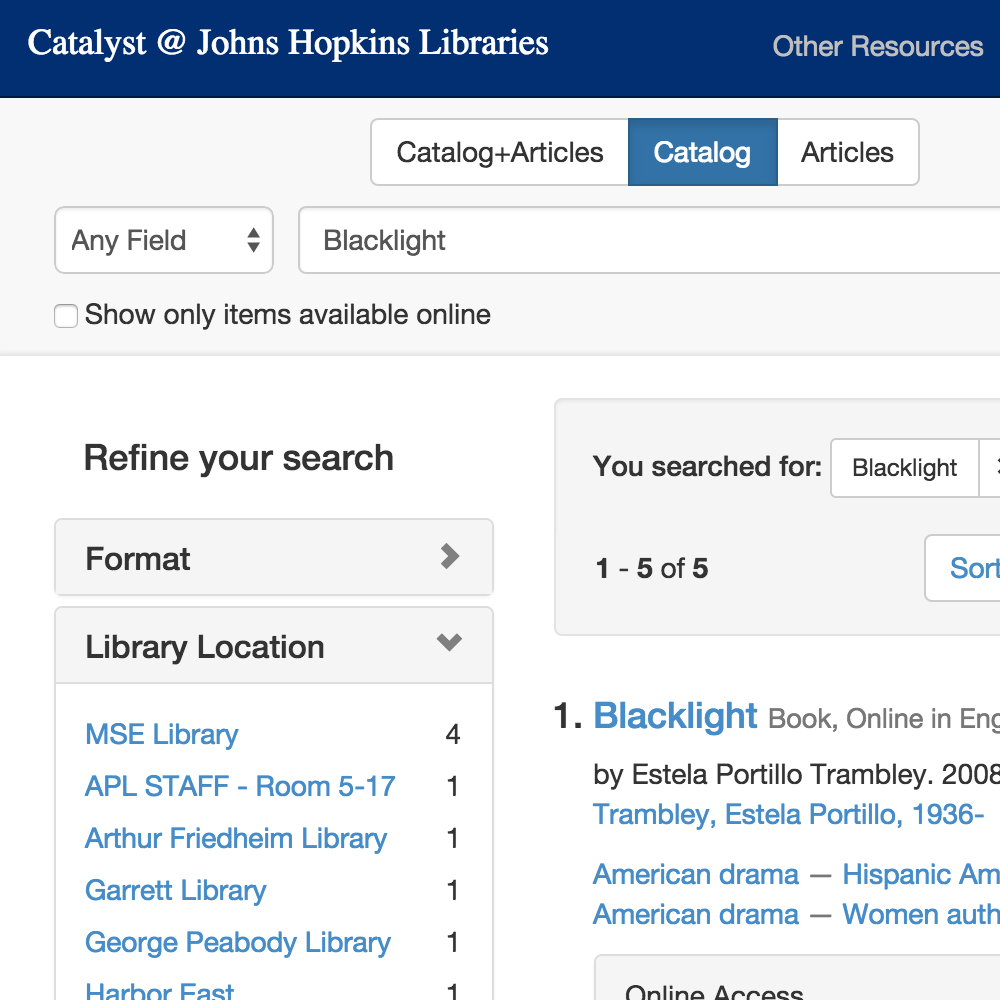 Catalyst @ Johns Hopkins Libraries
Other Resources
Catalog+Articles Catalog Articles
Any Field Blacklight
Show only items available online
Refine your search
Format
Library Location
MSE Library 4
APL STAFF - Room 5-17 1
Arthur Friedheim Library 1
Garrett Library 1
George Peabody Library 1
Harbor East 1
You searched for: Blacklight
1 - 5 of 5
Sort
1. Blacklight Book, Online in Eng
by Estela Portillo Trambley. 2008
Trambley, Estela Portillo, 1936-
American drama — Hispanic Am
American drama — Women auth
Online Access